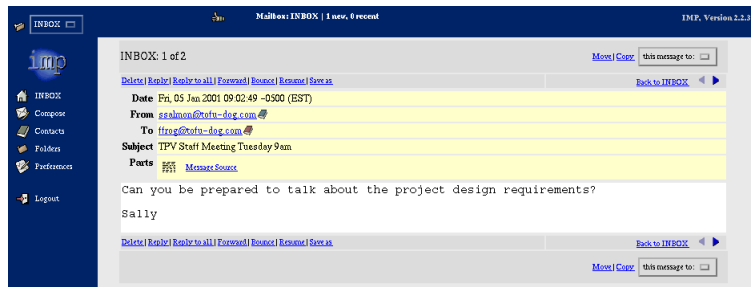 INBOX
Mailbox: INBOX | 1 new, 0 recent
IMP, Version 2.2.3
imp
INBOX
Compose
Contacts
Folders
Preferences
Logout
INBOX: 1 of 2
Move | Copy this message to:
Delete | Reply | Reply to all | Forward | Bounce | Resume | Save as
Back to INBOX
Date Fri, 05 Jan 2001 09:02:49 -0500 (EST)
From ssalmon@tofu-dog.com
To ffrog@tofu-dog.com
Subject TPV Staff Meeting Tuesday 9am
Parts Message Source
Can you be prepared to talk about the project design requirements?
Sally
Delete | Reply | Reply to all | Forward | Bounce | Resume | Save as
Back to INBOX
Move | Copy this message to: